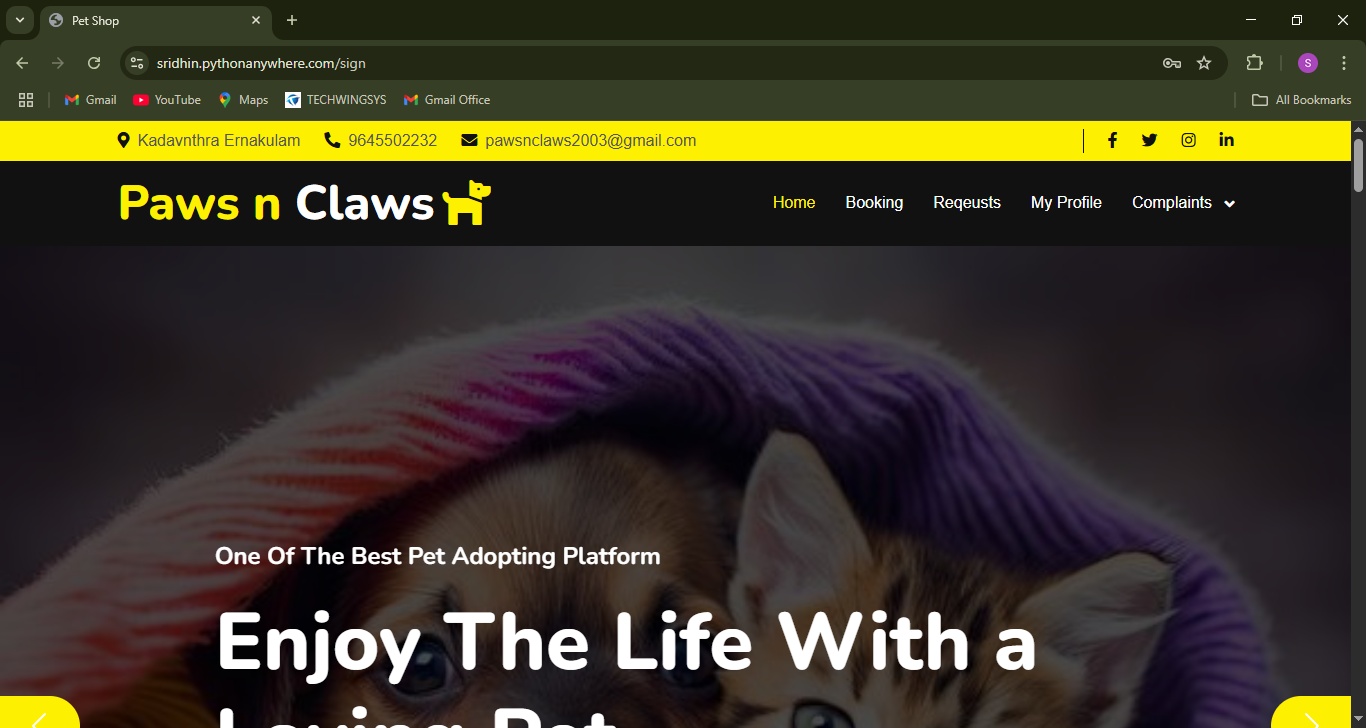 Pet Shop
sridhin.pythonanywhere.com/sign
S
Gmail YouTube Maps TECHWINGSYS Gmail Office All Bookmarks
Kadavnthra Ernakulam 9645502232 pawsnclaws2003@gmail.com
Paws n Claws Home Booking Reqeusts My Profile Complaints
One Of The Best Pet Adopting Platform
Enjoy The Life With a
Loving Pet